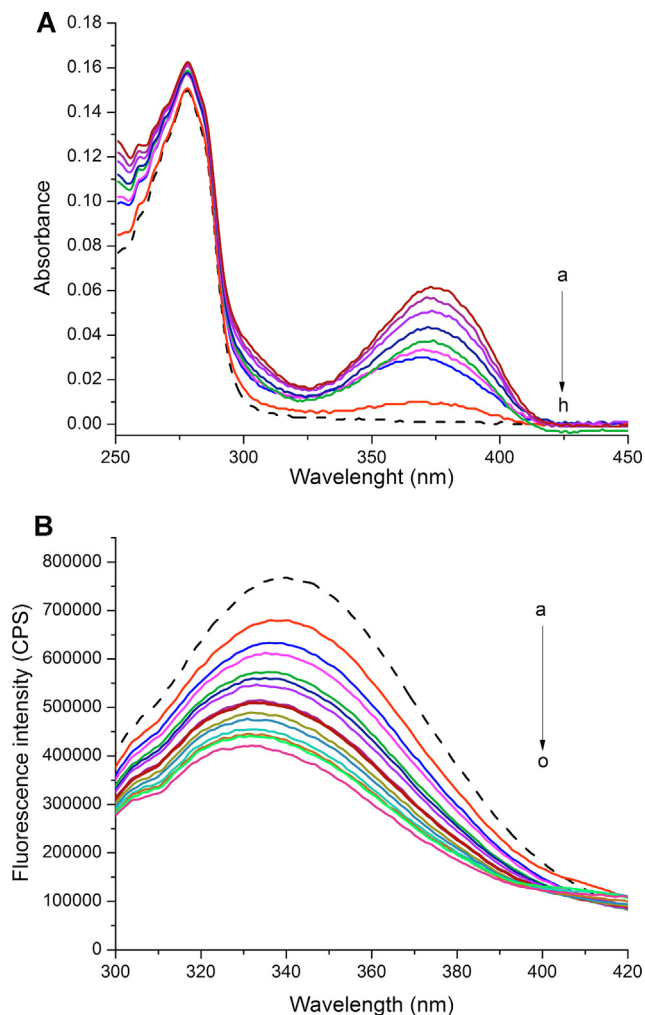 A
0.18
0.16
0.14
0.12
0.10
0.08
0.06
0.04
0.02
0.00
Absorbance
a
h
250 300 350 400 450
Wavelenght (nm)
B
800000
700000
600000
500000
400000
300000
200000
100000
0
Fluorescence intensity (CPS)
a
o
300 320 340 360 380 400 420
Wavelength (nm)